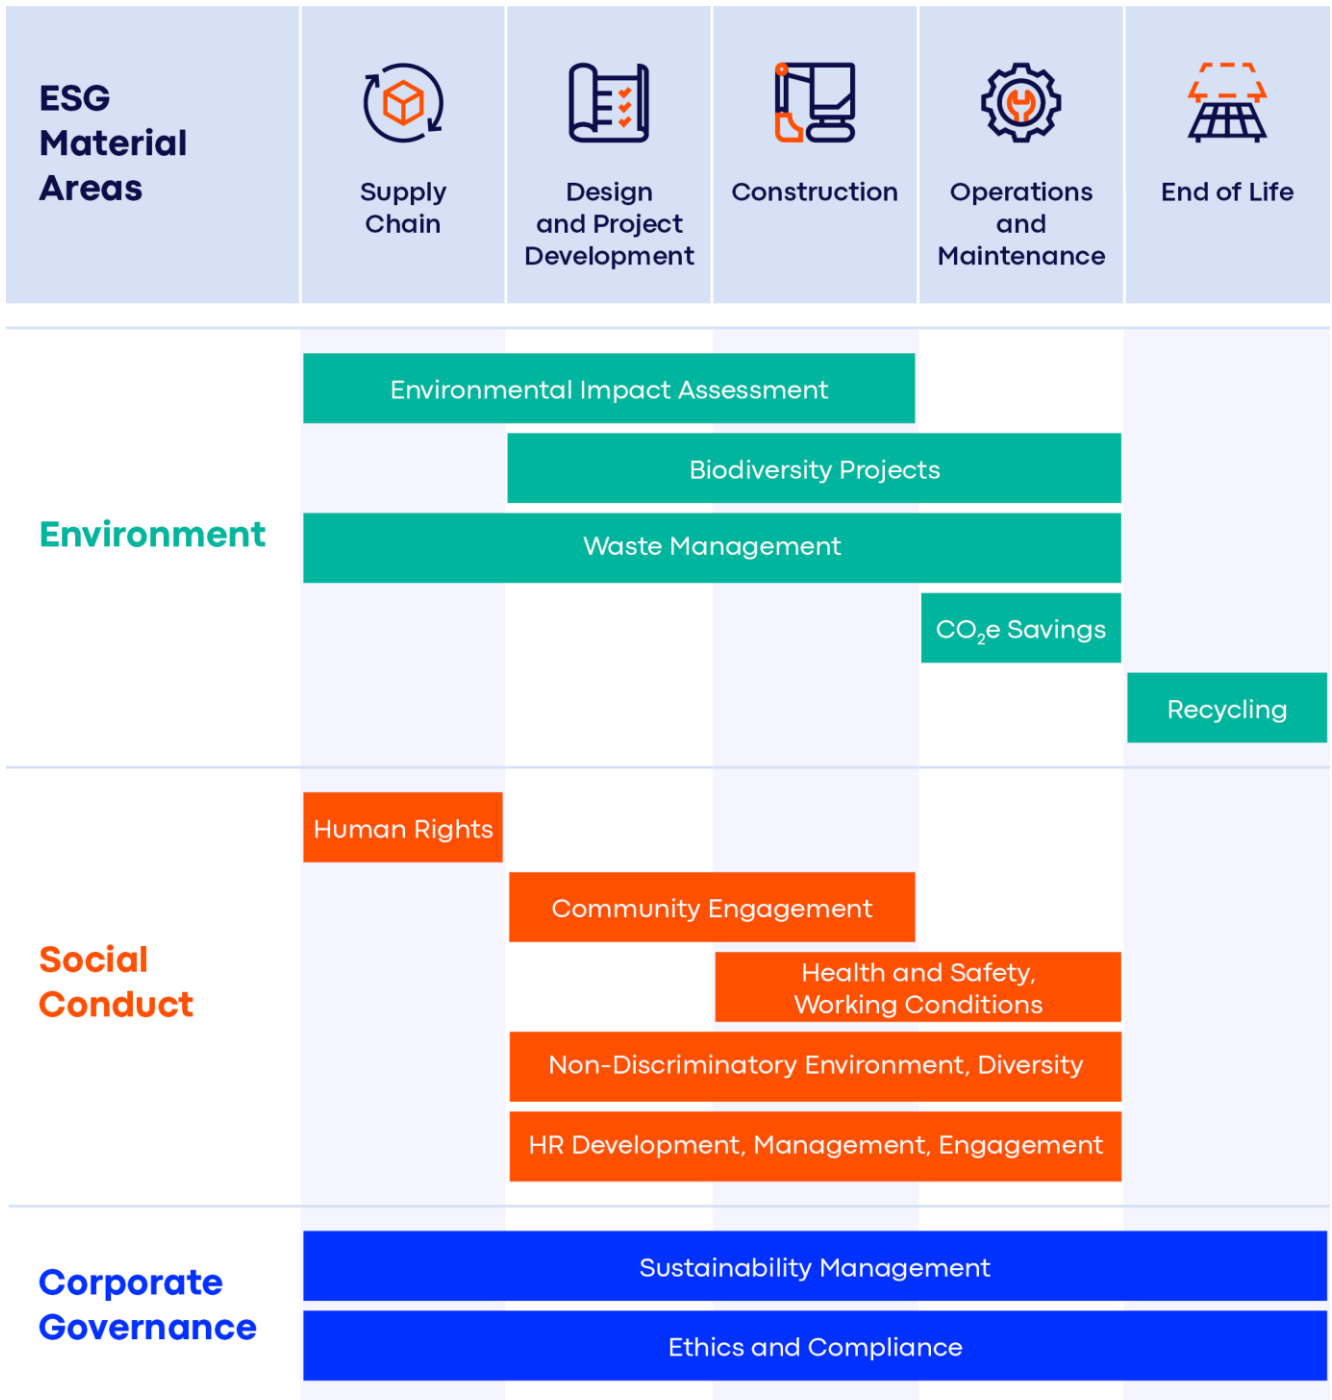 ESG
Material
Areas
Supply
Chain
Design
and Project
Development
Construction
Operations
and
Maintenance
End of Life
Environment
Environmental Impact Assessment
Biodiversity Projects
Waste Management
CO₂e Savings
Recycling
Social
Conduct
Human Rights
Community Engagement
Health and Safety,
Working Conditions
Non-Discriminatory Environment, Diversity
HR Development, Management, Engagement
Corporate
Governance
Sustainability Management
Ethics and Compliance